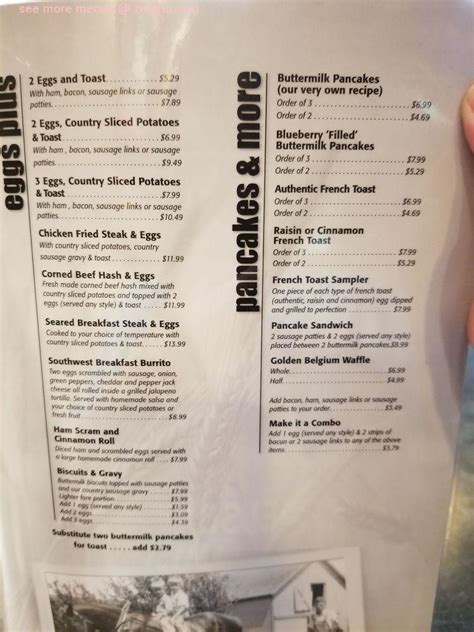 see more menus @
eggs plus
2 Eggs and Toast $5.29
With ham, bacon, sausage links or sausage
patties $7.89
2 Eggs, Country Sliced Potatoes
& Toast $6.99
With ham , bacon, sausage links or sausage
patties $9.49
3 Eggs, Country Sliced Potatoes
& Toast $7.99
With ham, bacon, sausage links or sausage
patties $10.49
Chicken Fried Steak & Eggs
With country sliced potatoes, country
sausage gravy & toast $11.99
Corned Beef Hash & Eggs
Fresh made corned beef hash mixed with
country sliced potatoes and topped with 2
eggs (served any style) & toast $11.99
Seared Breakfast Steak & Eggs
Cooked to your choice of temperature with
country sliced potatoes & toast $13.99
Southwest Breakfast Burrito
Two eggs scrambled with sausage, onion,
green peppers, cheddar and pepper jack
cheese all rolled inside a grilled jalapeno
tortilla. Served with homemade salsa and
your choice of country sliced potatoes or
fresh fruit $8.99
Ham Scram and
Cinnamon Roll
Diced ham and scrambled eggs served with
a large homemade cinnamon roll .... $7.99
Biscuits & Gravy
Buttermilk biscuits topped with sausage patties
and our country sausage gravy $7.99
Lighter fare portion $5.99
Add 1 egg (served any style) $1.59
Add 2 eggs $3.09
Add 3 eggs $4.39
Substitute two buttermilk pancakes
for toast ..... add $2.79
pancakes & more
Buttermilk Pancakes
(our very own recipe)
Order of 3 $6.99
Order of 2 $4.69
Blueberry ‘Filled’
Buttermilk Pancakes
Order of 3 $7.99
Order of 2 $5.29
Authentic French Toast
Order of 3 $6.99
Order of 2 $4.69
Raisin or Cinnamon
French Toast
Order of 3 $7.99
Order of 2 $5.29
French Toast Sampler
One piece of each type of french toast
(authentic, raisin and cinnamon) egg dipped
and grilled to perfection $7.99
Pancake Sandwich
2 sausage patties & 2 eggs (served any style)
placed between 2 buttermilk pancakes.$8.99
Golden Belgium Waffle
Whole $6.99
Half $4.99
Add bacon, ham, sausage links or sausage
patties to your order $3.49
Make it a Combo
Add 1 egg (served any style) & 2 strips of
bacon or 2 sausage links to any of the above
items $3.79